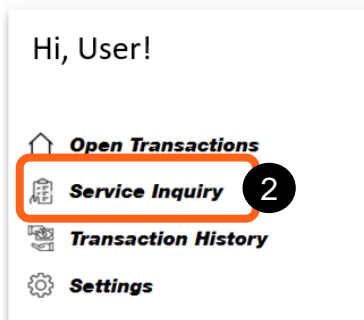 Hi, User!
Open Transactions
Service Inquiry 2
Transaction History
Settings